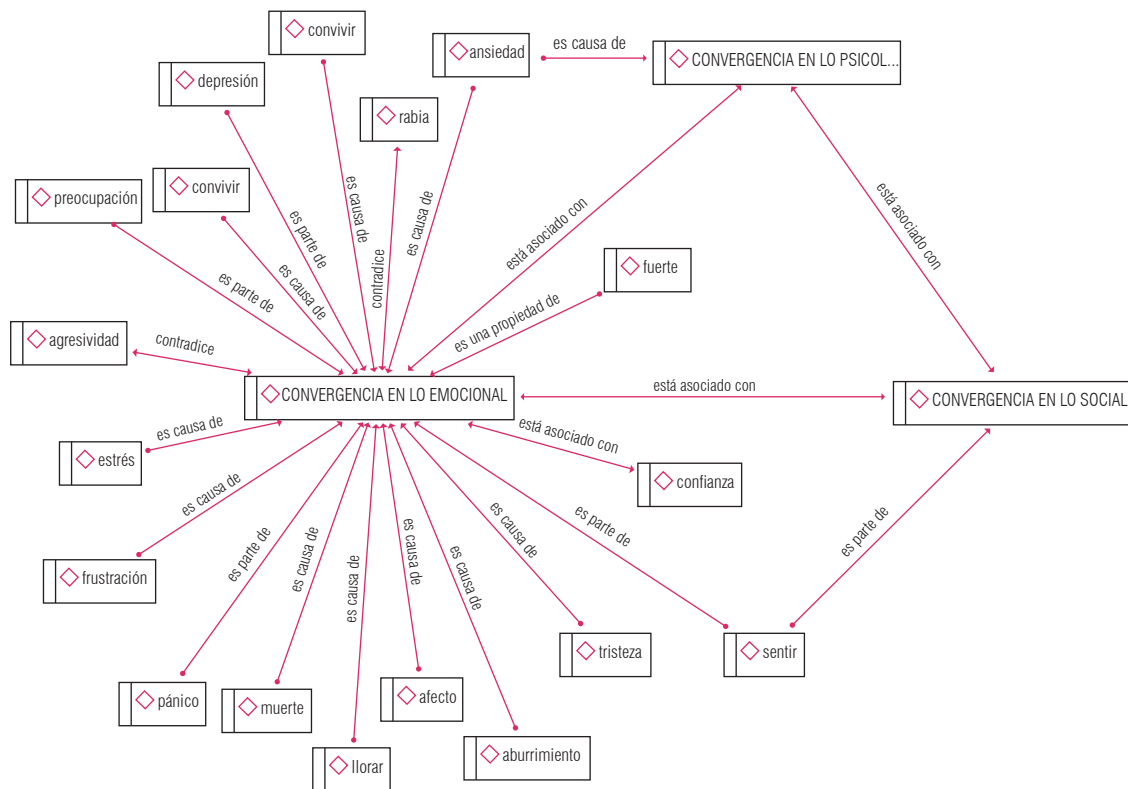 convivir
ansiedad
es causa de
CONVERGENCIA EN LO PSICOL...
depresión
rabia
preocupación
convivir
es parte de
es causa de
contradice
es causa de
está asociado con
está asociado con
es parte de
es causa de
es una propiedad de
fuerte
agresividad
contradice
CONVERGENCIA EN LO EMOCIONAL
está asociado con
CONVERGENCIA EN LO SOCIAL
es causa de
estrés
está asociado con
confianza
es causa de
frustración
es parte de
es causa de
es causa de
es causa de
es causa de
es causa de
es parte de
es parte de
tristeza
sentir
pánico
muerte
afecto
llorar
aburrimiento